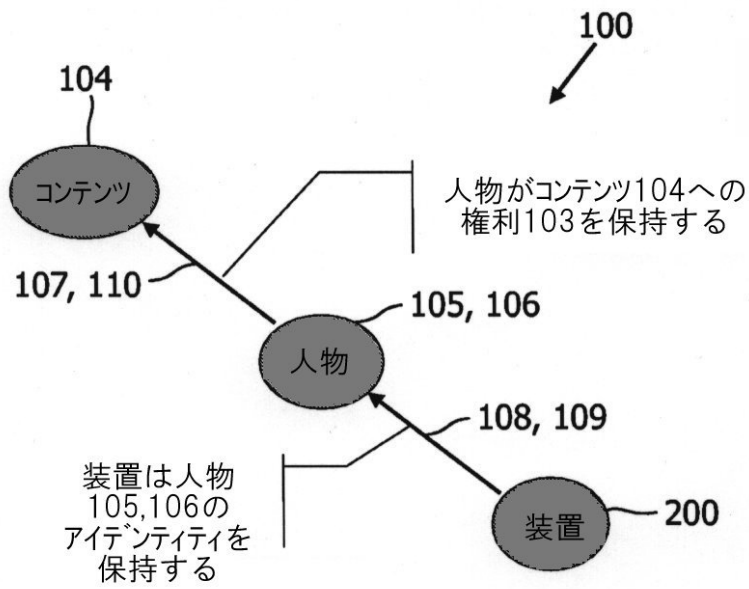 100
104
コンテンツ
人物がコンテンツ104への
権利103を保持する
107, 110
105, 106
人物
108, 109
装置は人物
105,106の
アイデンティティを
保持する
装置
200